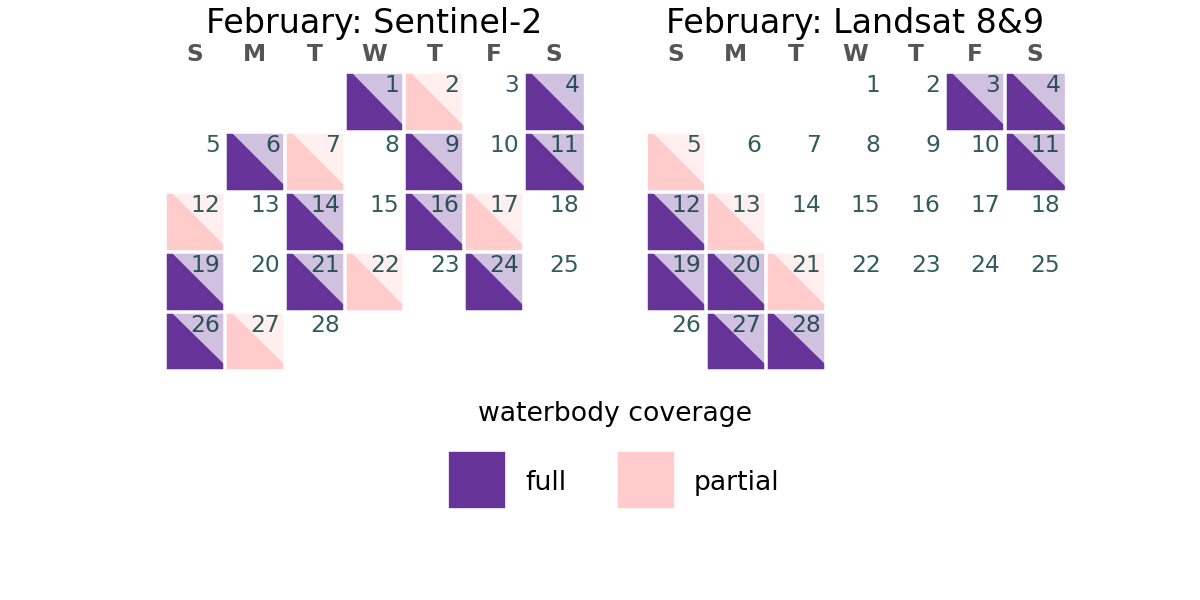 February: Sentinel-2
S M T W T F S
1 2 3 4
5 6 7 8 9 10 11
12 13 14 15 16 17 18
19 20 21 22 23 24 25
26 27 28
February: Landsat 8&9
S M T W T F S
1 2 3 4
5 6 7 8 9 10 11
12 13 14 15 16 17 18
19 20 21 22 23 24 25
26 27 28
waterbody coverage
full partial